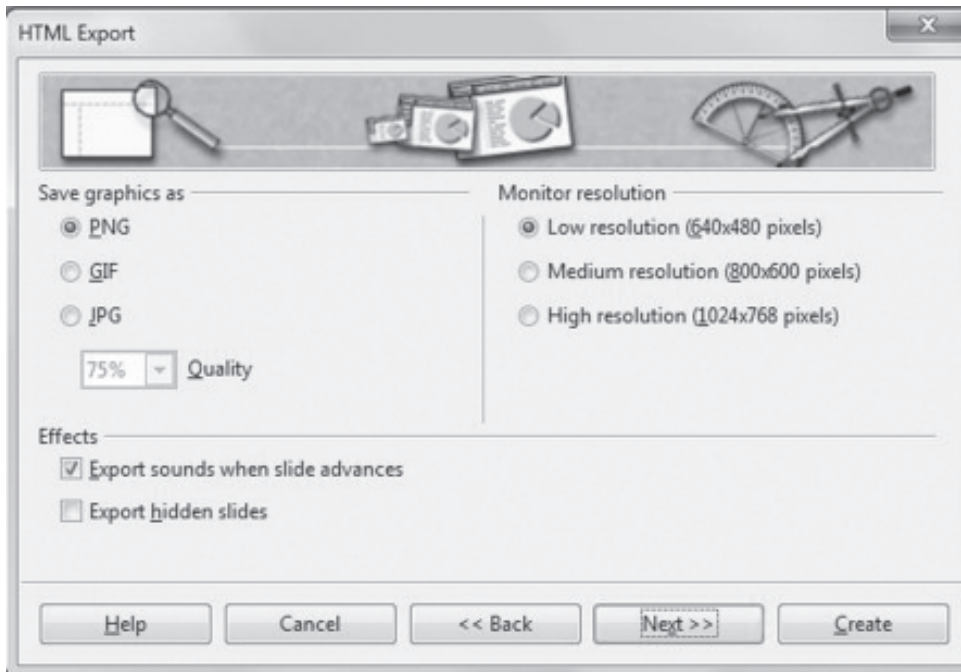 HTML Export
Save graphics as
PNG
GIF
JPG
75% Quality
Monitor resolution
Low resolution (640x480 pixels)
Medium resolution (800x600 pixels)
High resolution (1024x768 pixels)
Effects
Export sounds when slide advances
Export hidden slides
Help Cancel << Back Next >> Create